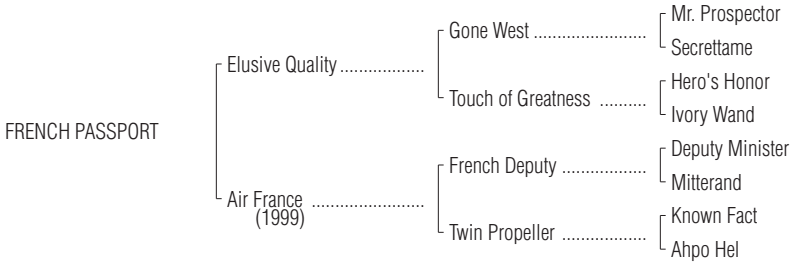 Mr. Prospector
Gone West ........................
Secrettame
Elusive Quality ..................
Hero's Honor
Touch of Greatness ..........
Ivory Wand
FRENCH PASSPORT
Deputy Minister
French Deputy ..................
Mitterand
Air France ........................
(1999)
Known Fact
Twin Propeller ..................
Ahpo Hel